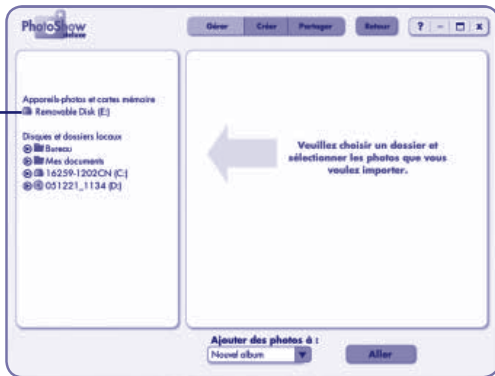 PhotoShow
deluxe
Gérer Créer Partager Retour ? - x
Appareils-photos et cartes mémoire
Removable Disk (E:)
Disques et dossiers locaux
Bureau
Mes documents
16259-1202CN (C:)
051221_1134 (D:)
Veuillez choisir un dossier et
sélectionner les photos que vous
voulez importer.
Ajouter des photos à :
Nouvel album
Aller